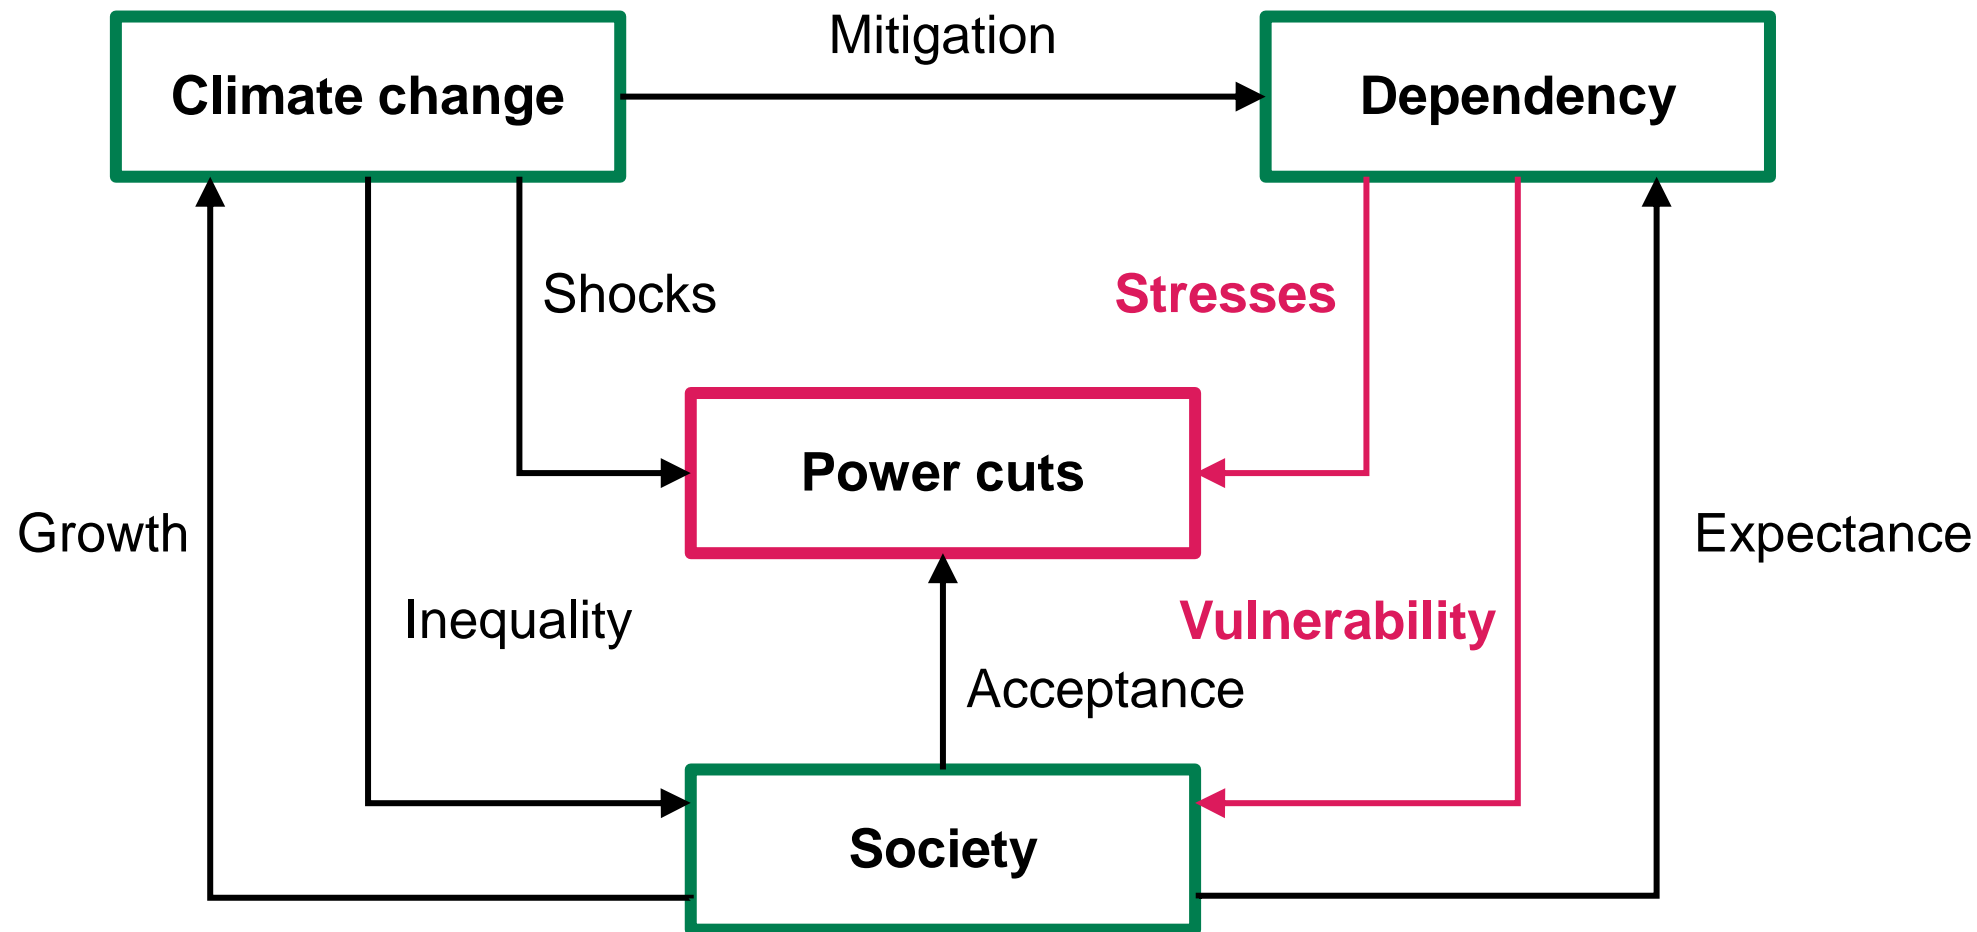 Mitigation
Climate change
Dependency
Shocks
Stresses
Power cuts
Growth
Expectance
Inequality
Vulnerability
Acceptance
Society